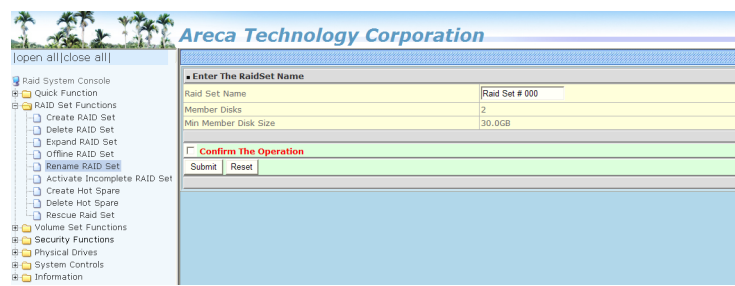 Areca Technology Corporation
|open all|close all|
Raid System Console
Quick Function
RAID Set Functions
Create RAID Set
Delete RAID Set
Expand RAID Set
Offline RAID Set
Rename RAID Set
Activate Incomplete RAID Set
Create Hot Spare
Delete Hot Spare
Rescue Raid Set
Volume Set Functions
Security Functions
Physical Drives
System Controls
Information
Enter The RaidSet Name
Raid Set Name Raid Set # 000
Member Disks 2
Min Member Disk Size 30.0GB
Confirm The Operation
Submit Reset